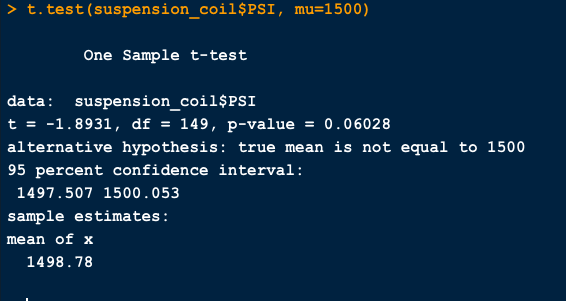 > t.test(suspension_coil$PSI, mu=1500)
One Sample t-test
data:  suspension_coil$PSI
t = -1.8931, df = 149, p-value = 0.06028
alternative hypothesis: true mean is not equal to 1500
95 percent confidence interval:
1497.507 1500.053
sample estimates:
mean of x
1498.78